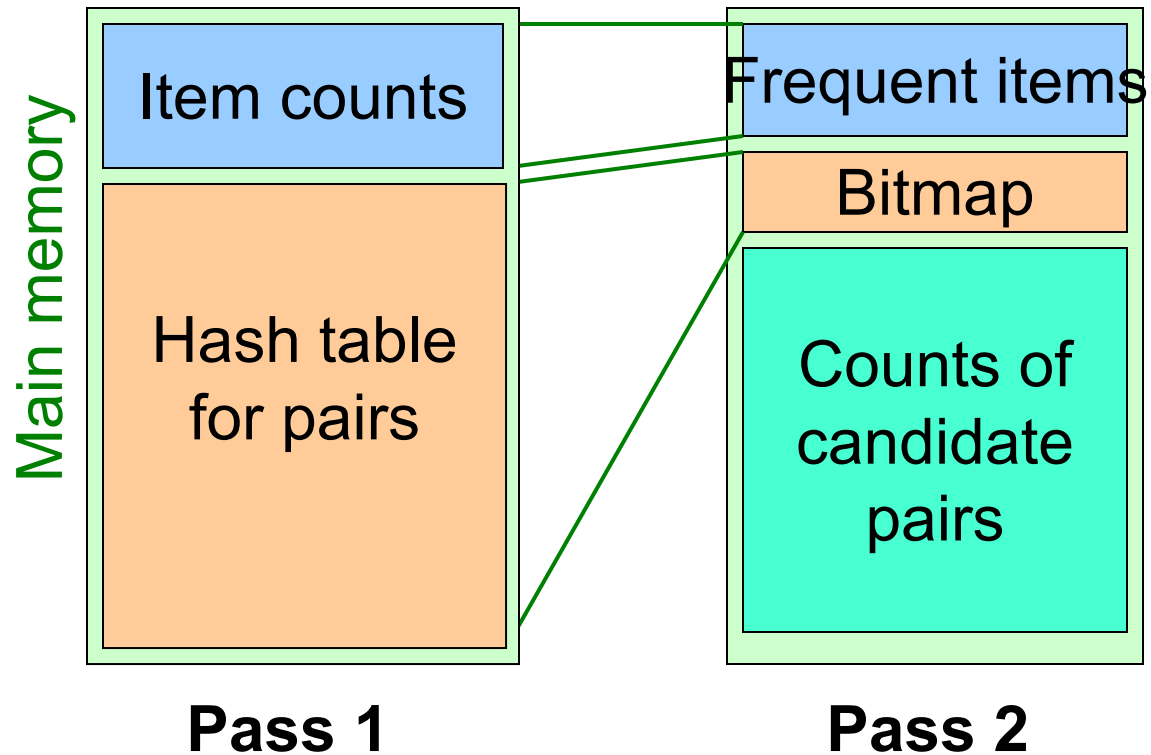 Main memory
Item counts
Hash table
for pairs
Pass 1
Frequent items
Bitmap
Counts of
candidate
pairs
Pass 2